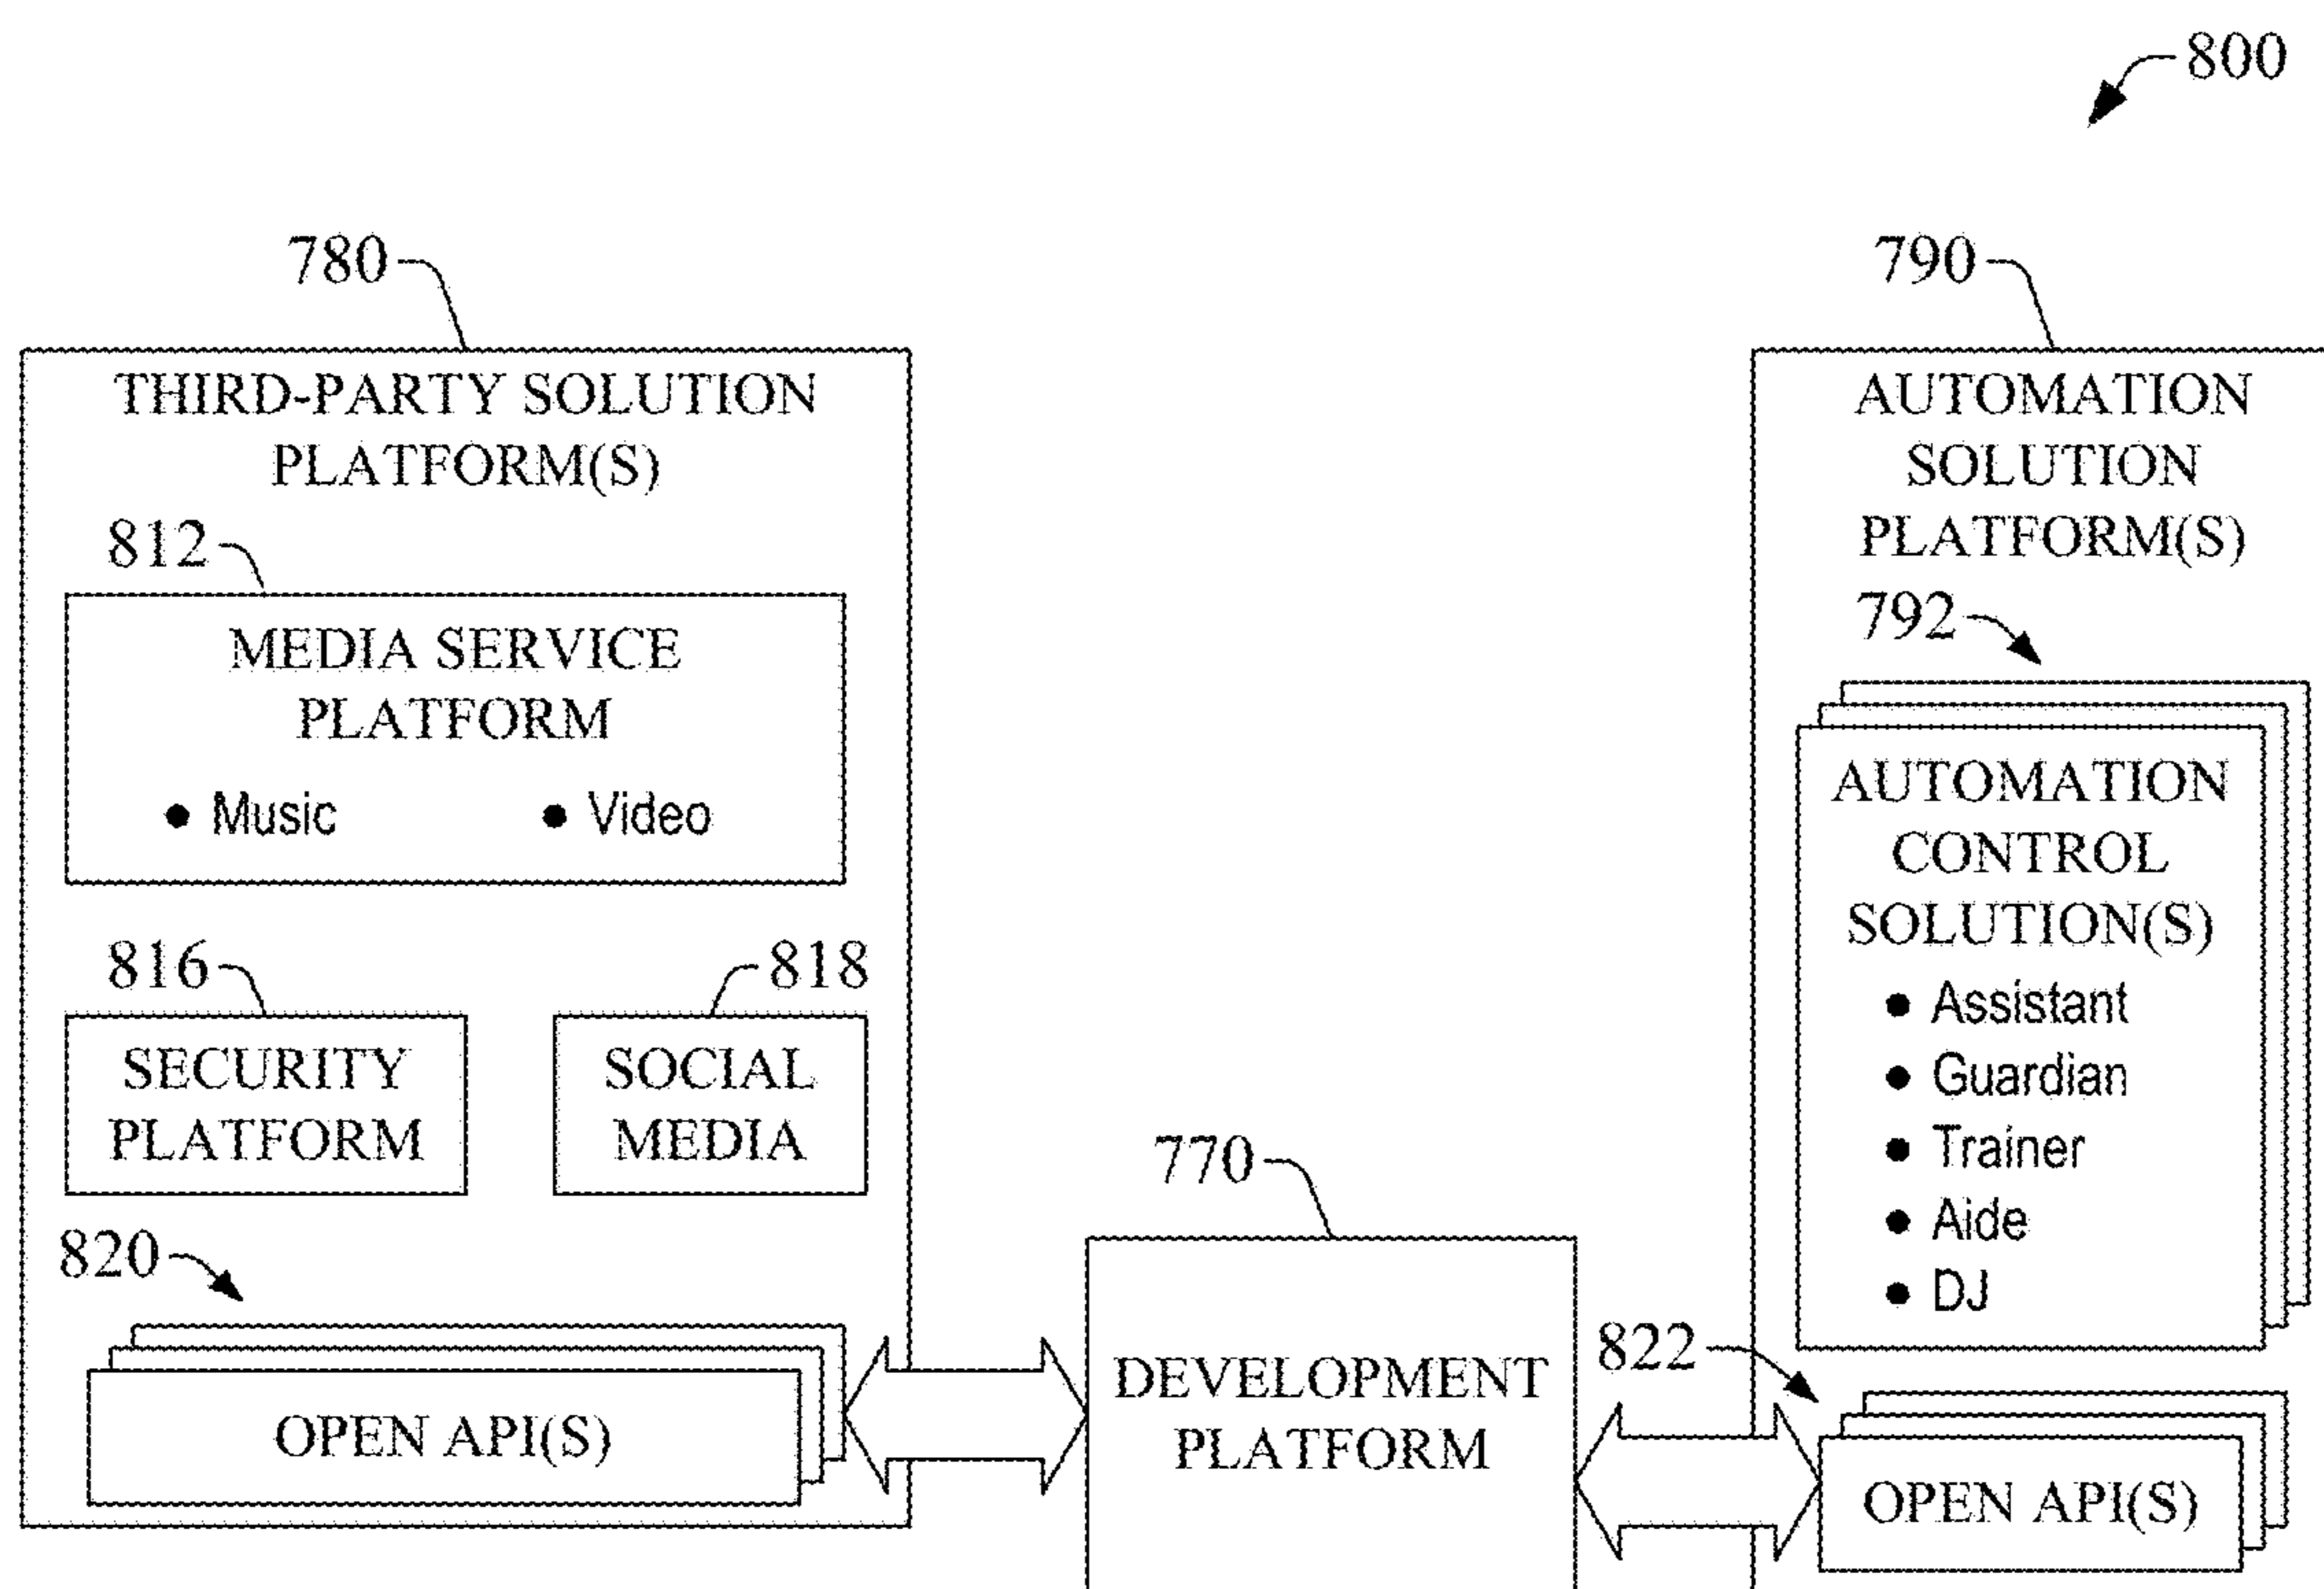 800
780
THIRD-PARTY SOLUTION
PLATFORM(S)
812
MEDIA SERVICE
PLATFORM
• Music
• Video
816
SECURITY
PLATFORM
818
SOCIAL
MEDIA
820
OPEN API(S)
770
DEVELOPMENT
PLATFORM
790
AUTOMATION
SOLUTION
PLATFORM(S)
792
AUTOMATION
CONTROL
SOLUTION(S)
• Assistant
• Guardian
• Trainer
• Aide
• DJ
822
OPEN API(S)